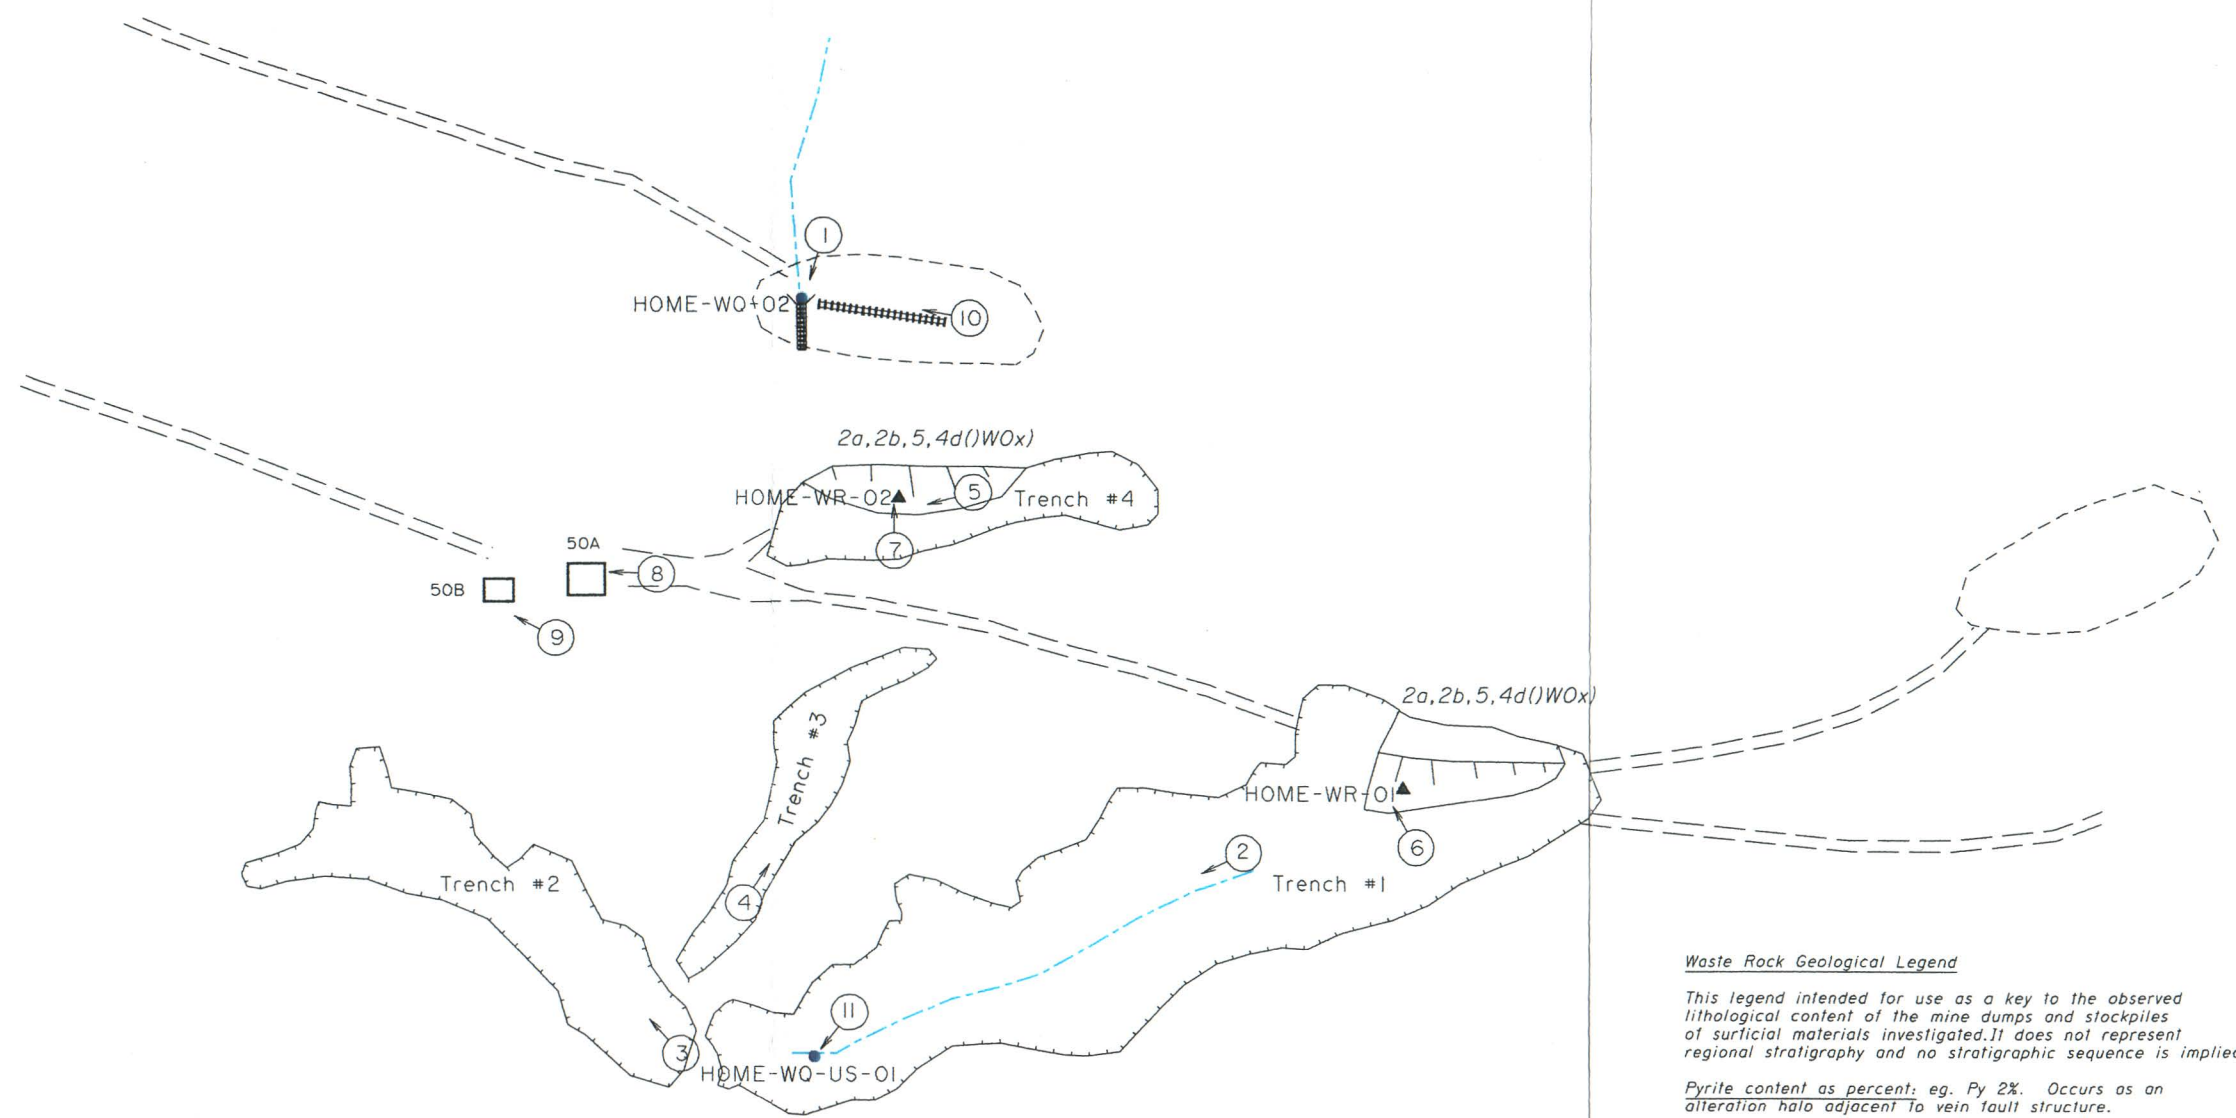 1
HOME-WQ-02
10
2a,2b,5,4d()WOx)
HOME-WR-02
5
Trench #4
7
50A
8
50B
9
Trench #3
2a,2b,5,4d()WOx)
HOME-WR-01
6
2
Trench #1
Trench #2
4
11
3
HOME-WQ-US-01
Waste Rock Geological Legend
This legend intended for use as a key to the observed
lithological content of the mine dumps and stockpiles
of surficial materials investigated.It does not represent
regional stratigraphy and no stratigraphic sequence is implied
Pyrite content as percent: eg. Py 2%. Occurs as an
alteration halo adjacent to vein fault structure.